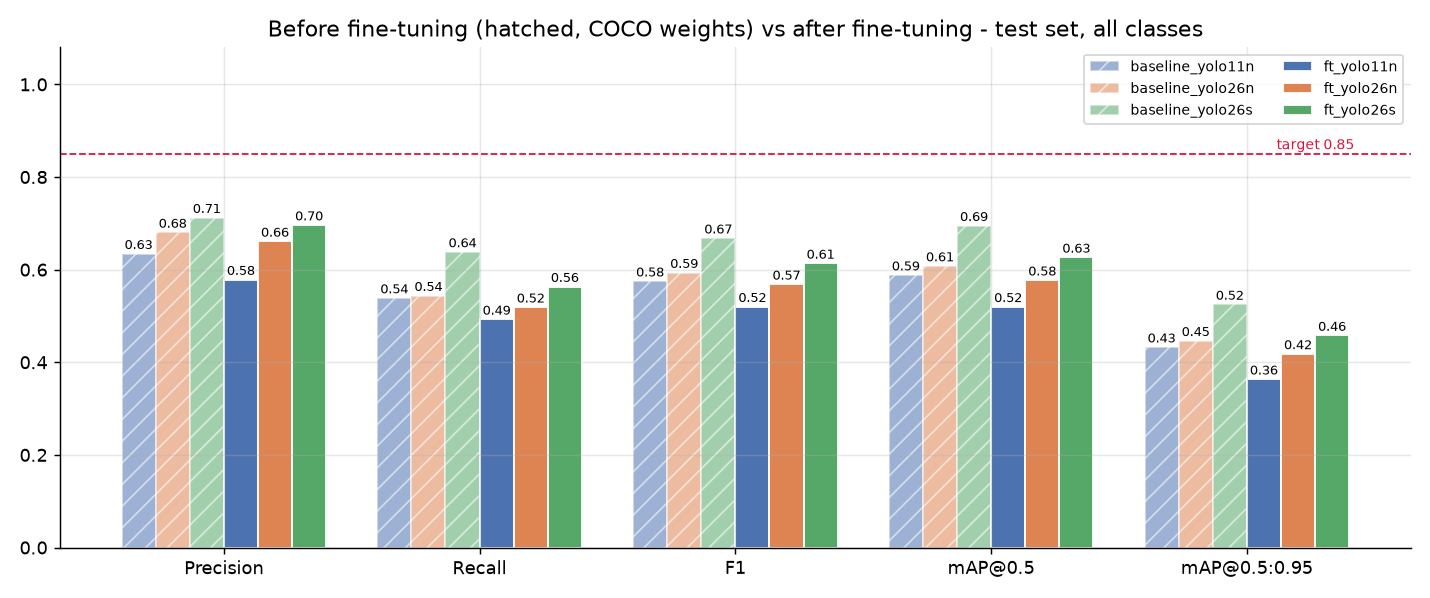 Before fine-tuning (hatched, COCO weights) vs after fine-tuning - test set, all classes
baseline_yolo11n ft_yolo11n
baseline_yolo26n ft_yolo26n
baseline_yolo26s ft_yolo26s
target 0.85
1.0
0.8
0.6
0.4
0.2
0.0
0.63 0.68 0.71 0.58 0.66 0.70
0.54 0.54 0.64 0.49 0.52 0.56
0.58 0.59 0.67 0.52 0.57 0.61
0.59 0.61 0.69 0.52 0.58 0.63
0.43 0.45 0.52 0.36 0.42 0.46
Precision Recall F1 mAP@0.5 mAP@0.5:0.95